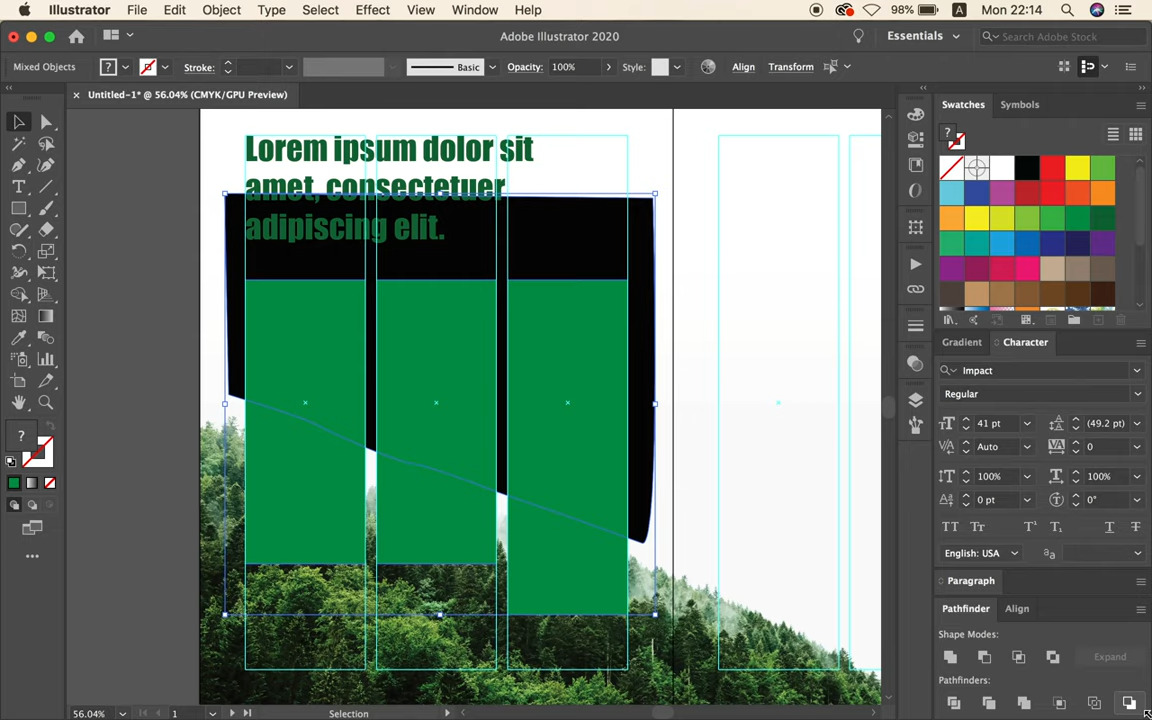 Illustrator File Edit Object Type Select Effect View Window Help 98% A Mon 22:14
Adobe Illustrator 2020 Essentials Search Adobe Stock
Mixed Objects ? Stroke: Basic Opacity: 100% Style: Align Transform
× Untitled-1* @ 56.04% (CMYK/GPU Preview)
Swatches Symbols
?
Lorem ipsum dolor sit
amet, consectetuer
adipiscing elit.
Gradient Character
Impact
Regular
41 pt (49.2 pt)
Auto 0
100% 100%
0 pt 0°
English: USA
Paragraph
Pathfinder Align
Shape Modes:
Expand
Pathfinders:
?
56.04% 1 Selection